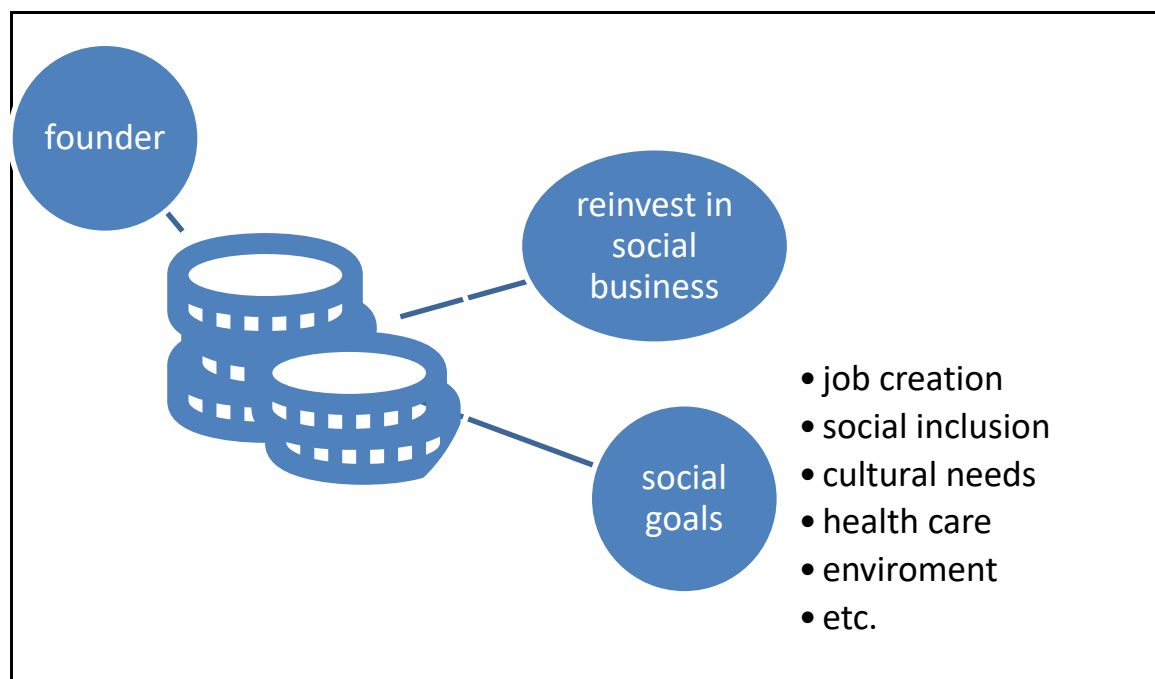 founder
reinvest in
social
business
social
goals
• job creation
• social inclusion
• cultural needs
• health care
• enviroment
• etc.